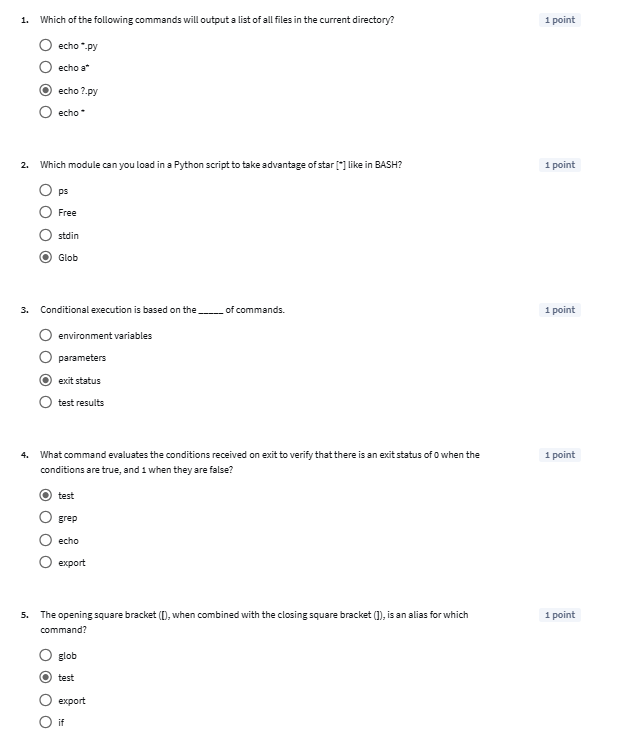 1. Which of the following commands will output a list of all files in the current directory? 1 point
echo *.py
echo a*
echo ?.py
echo *
2. Which module can you load in a Python script to take advantage of star [*] like in BASH? 1 point
ps
Free
stdin
Glob
3. Conditional execution is based on the _____ of commands. 1 point
environment variables
parameters
exit status
test results
4. What command evaluates the conditions received on exit to verify that there is an exit status of 0 when the 1 point
conditions are true, and 1 when they are false?
test
grep
echo
export
5. The opening square bracket ([), when combined with the closing square bracket (]), is an alias for which 1 point
command?
glob
test
export
if